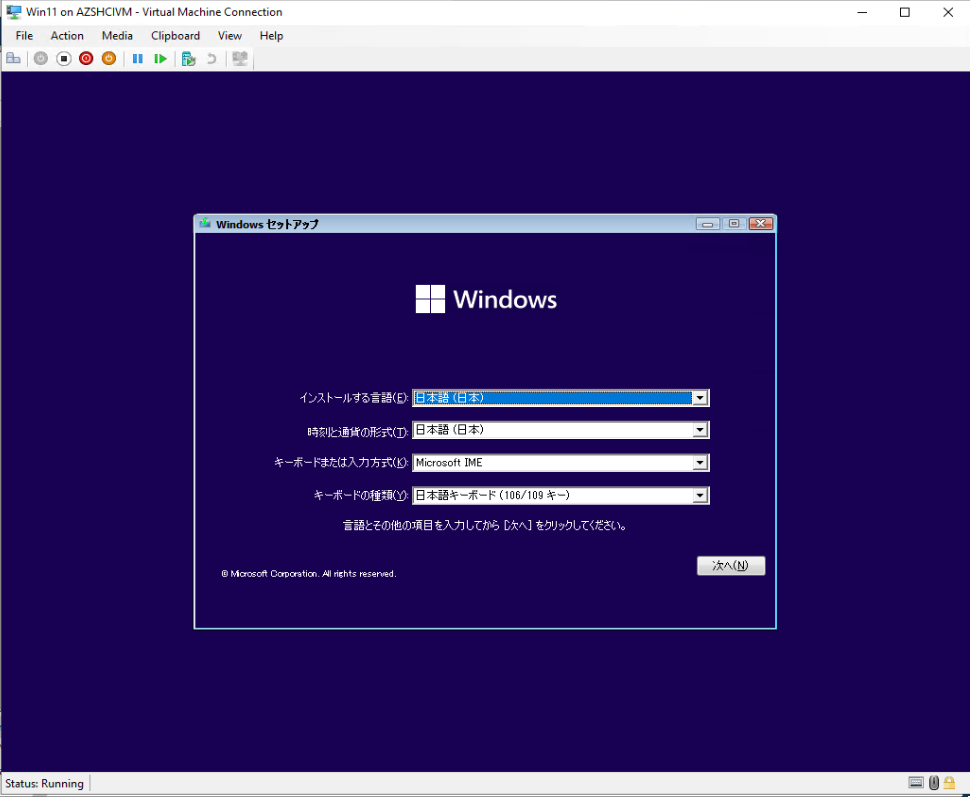 Win11 on AZSHCIVM - Virtual Machine Connection
File Action Media Clipboard View Help
Windows セットアップ
Windows
インストールする言語(E): 日本語 (日本)
時刻と通貨の形式(T): 日本語 (日本)
キーボードまたは入力方式(K): Microsoft IME
キーボードの種類(Y): 日本語キーボード (106/109 キー)
言語とその他の項目を入力してから [次へ] をクリックしてください。
次へ(N)
© Microsoft Corporation. All rights reserved.
Status: Running